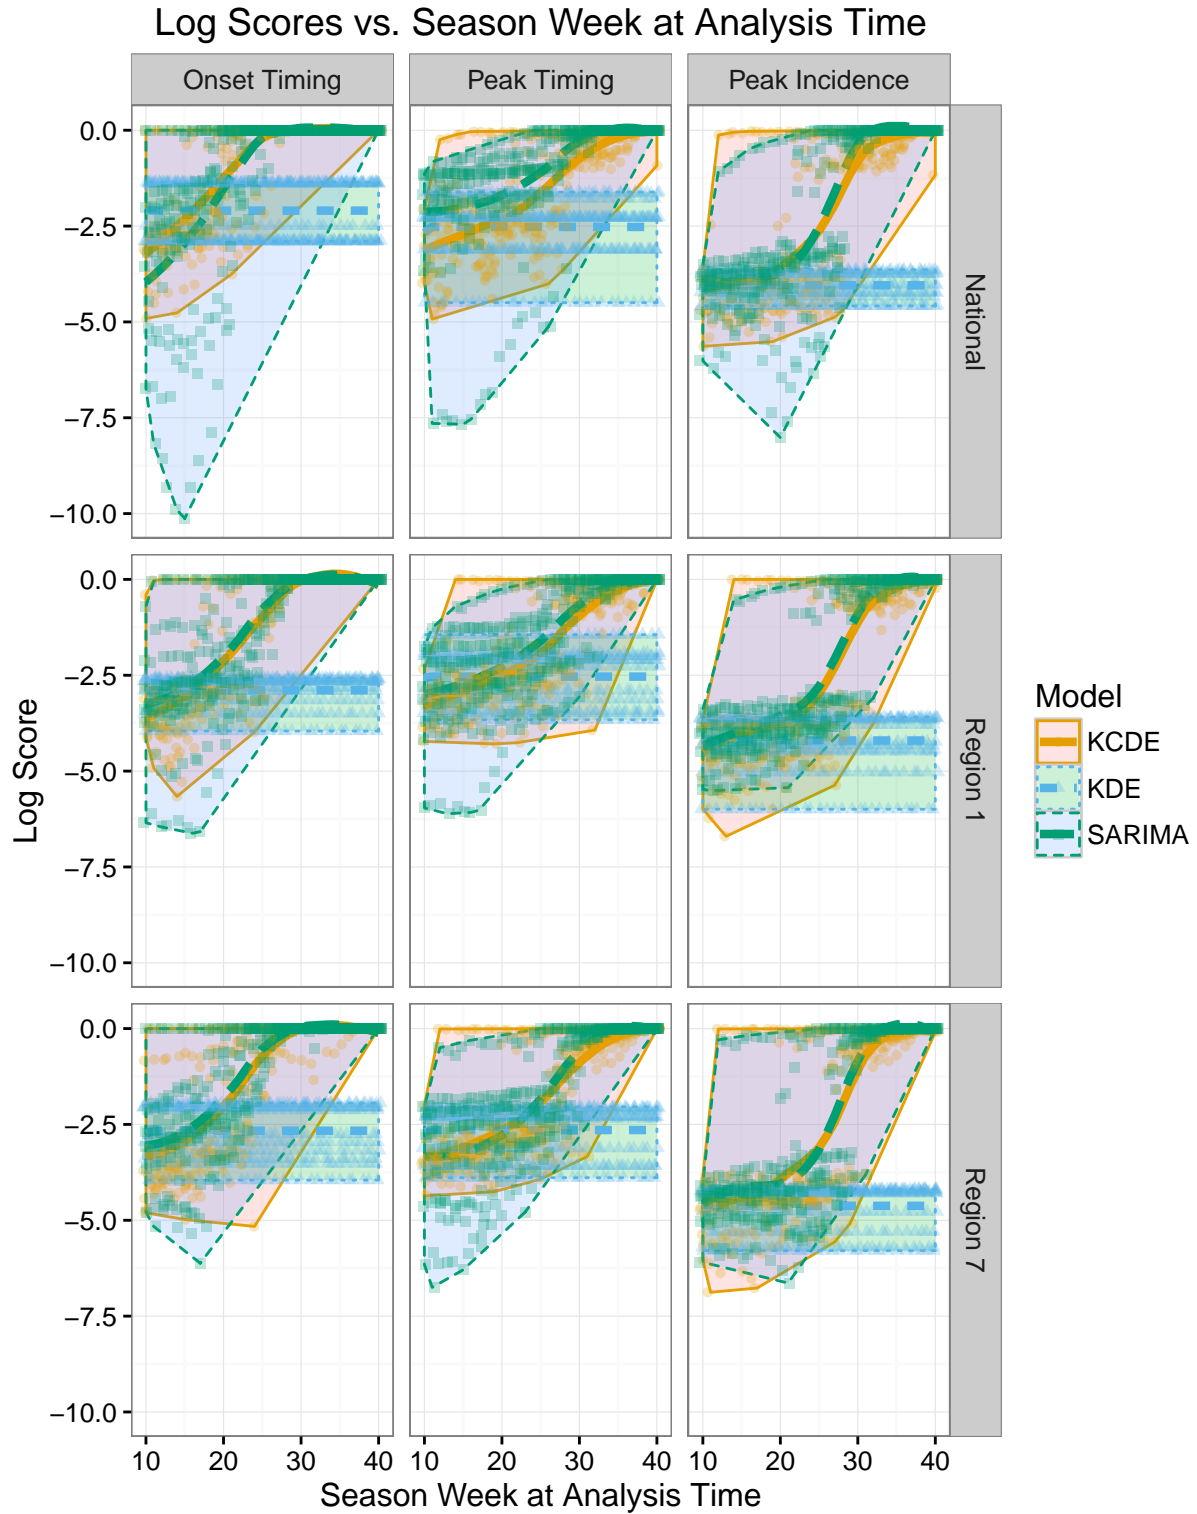 Log Scores vs. Season Week at Analysis Time
Onset Timing
Peak Timing
Peak Incidence
0.0
−2.5
−5.0
−7.5
−10.0
National
0.0
−2.5
−5.0
−7.5
−10.0
Region 1
0.0
−2.5
−5.0
−7.5
−10.0
Region 7
10 20 30 40 10 20 30 40 10 20 30 40
Season Week at Analysis Time
Log Score
Model
KCDE
KDE
SARIMA